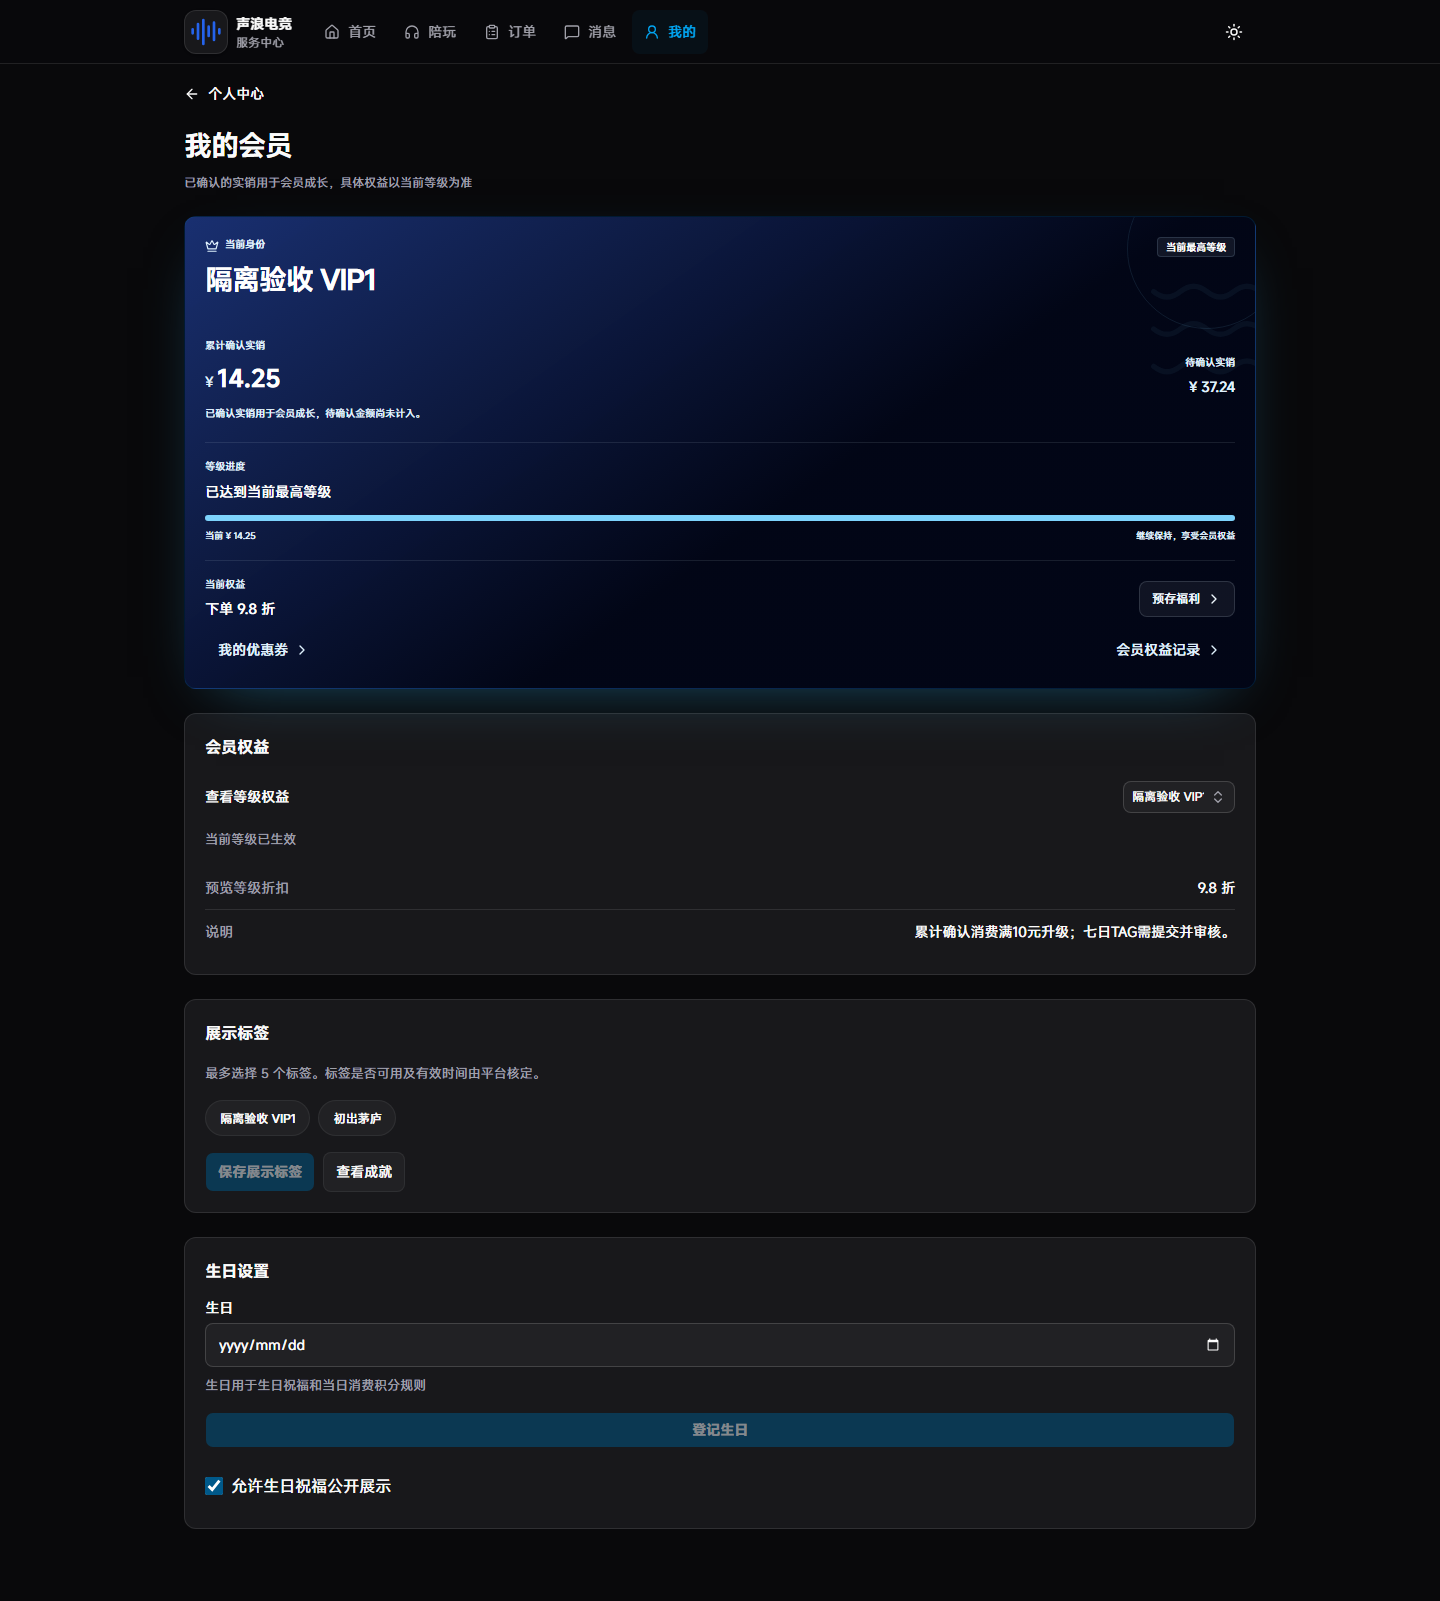 声浪电竞
服务中心
首页
陪玩
订单
消息
我的
个人中心
我的会员
已确认的实销用于会员成长，具体权益以当前等级为准
当前身份
当前最高等级
隔离验收 VIP1
累计确认实销
¥ 14.25
待确认实销
¥ 37.24
已确认实销用于会员成长，待确认金额尚未计入。
等级进度
已达到当前最高等级
当前 ¥ 14.25
继续保持，享受会员权益
当前权益
下单 9.8 折
预存福利
我的优惠券
会员权益记录
会员权益
查看等级权益
隔离验收 VIP
当前等级已生效
预览等级折扣
9.8 折
说明
累计确认消费满10元升级；七日TAG需提交并审核。
展示标签
最多选择 5 个标签。标签是否可用及有效时间由平台核定。
隔离验收 VIP1
初出茅庐
保存展示标签
查看成就
生日设置
生日
yyyy/mm/dd
生日用于生日祝福和当日消费积分规则
登记生日
允许生日祝福公开展示